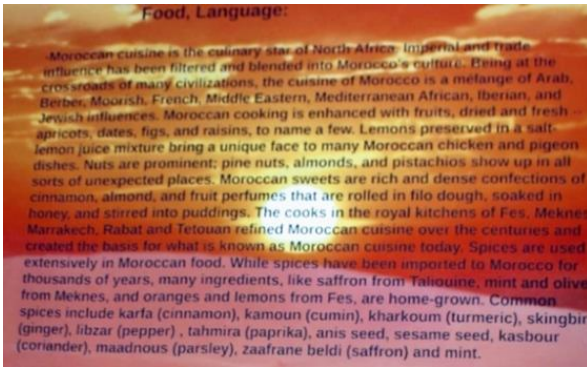 Food, Language:
-Moroccan cuisine is the culinary star of North Africa. Imperial and trade
influence has been filtered and blended into Morocco's culture. Being at the
crossroads of many civilizations, the cuisine of Morocco is a mélange of Arab,
Berber, Moorish, French, Middle Eastern, Mediterranean African, Iberian, and
Jewish influences. Moroccan cooking is enhanced with fruits, dried and fresh --
apricots, dates, figs, and raisins, to name a few. Lemons preserved in a salt-
lemon juice mixture bring a unique face to many Moroccan chicken and pigeon
dishes. Nuts are prominent; pine nuts, almonds, and pistachios show up in all
sorts of unexpected places. Moroccan sweets are rich and dense confections of
cinnamon, almond, and fruit perfumes that are rolled in filo dough, soaked in
honey, and stirred into puddings. The cooks in the royal kitchens of Fes, Mekne
Marrakech, Rabat and Tetouan refined Moroccan cuisine over the centuries and
created the basis for what is known as Moroccan cuisine today. Spices are used
extensively in Moroccan food. While spices have been imported to Morocco for
thousands of years, many ingredients, like saffron from Taliouine, mint and olive
from Meknes, and oranges and lemons from Fes, are home-grown. Common
spices include karfa (cinnamon), kamoun (cumin), kharkoum (turmeric), skingbir
(ginger), libzar (pepper) , tahmira (paprika), anis seed, sesame seed, kasbour
(coriander), maadnous (parsley), zaafrane beldi (saffron) and mint.